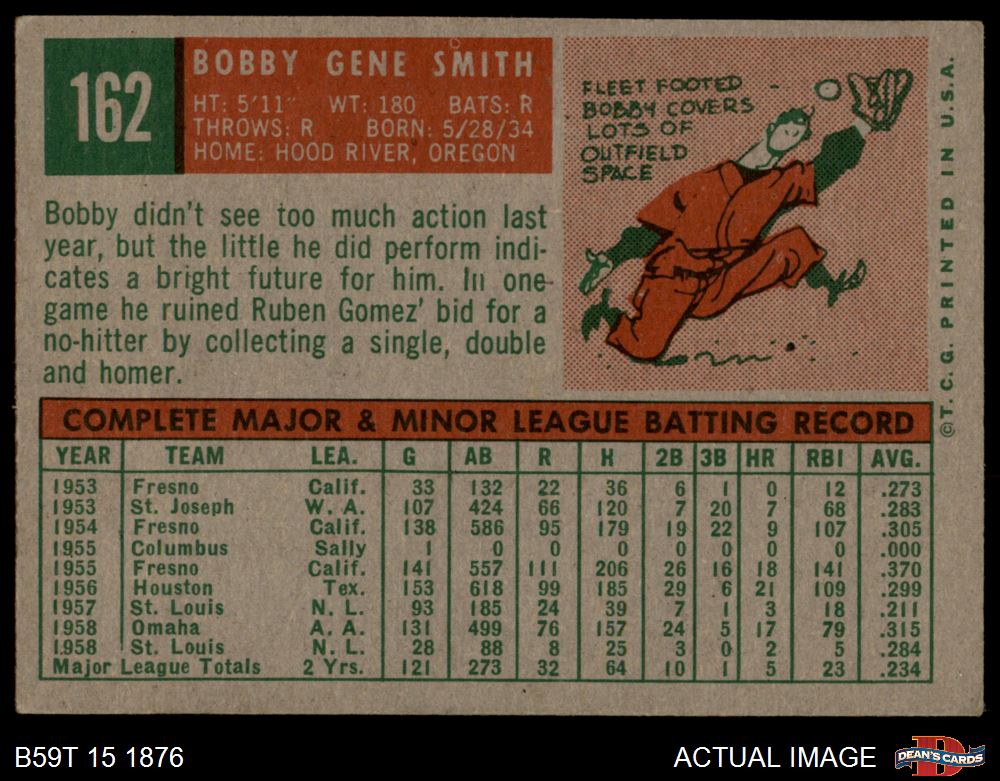 162
BOBBY GENE SMITH
HT: 5'11" WT: 180 BATS: R
THROWS: R BORN: 5/28/34
HOME: HOOD RIVER, OREGON
FLEET FOOTED
BOBBY COVERS
LOTS OF
OUTFIELD
SPACE
©T. C. G. PRINTED IN U.S.A.
Bobby didn't see too much action last
year, but the little he did perform indi-
cates a bright future for him. In one
game he ruined Ruben Gomez' bid for a
no-hitter by collecting a single, double
and homer.
COMPLETE MAJOR & MINOR LEAGUE BATTING RECORD
YEAR TEAM LEA. G AB R H 2B 3B HR RBI AVG.
1953 Fresno Calif. 33 132 22 36 6 1 0 12 .273
1953 St. Joseph W. A. 107 424 66 120 7 20 7 68 .283
1954 Fresno Calif. 138 586 95 179 19 22 9 107 .305
1955 Columbus Sally 1 0 0 0 0 0 0 0 .000
1955 Fresno Calif. 141 557 111 206 26 16 18 141 .370
1956 Houston Tex. 153 618 99 185 29 6 21 109 .299
1957 St. Louis N. L. 93 185 24 39 7 1 3 18 .211
1958 Omaha A. A. 131 499 76 157 24 5 17 79 .315
1958 St. Louis N. L. 28 88 8 25 3 0 2 5 .284
Major League Totals 2 Yrs. 121 273 32 64 10 1 5 23 .234
B59T 15 1876
ACTUAL IMAGE
D
DEAN'S CARDS